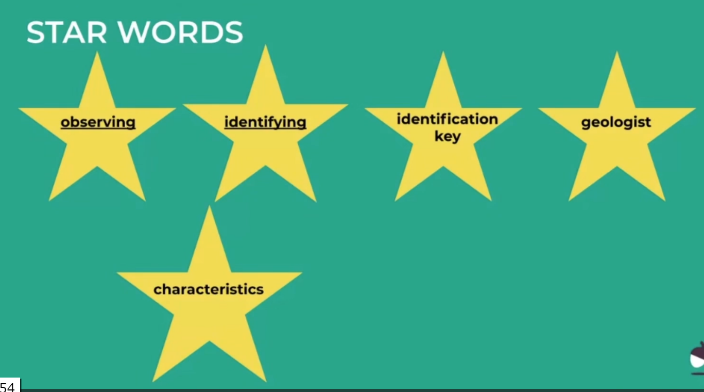 STAR WORDS
observing
identifying
identification
key
geologist
characteristics
54